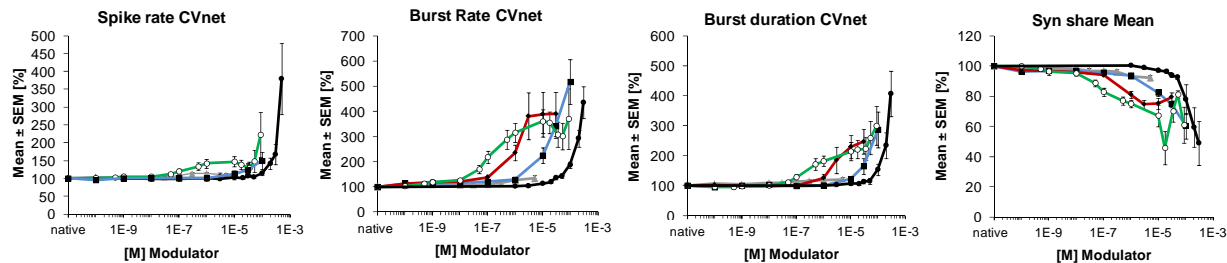 Spike rate CVnet
Mean ± SEM [%]
500
450
400
350
300
250
200
150
100
50
0
native
1E-9
1E-7
1E-5
1E-3
[M] Modulator
Burst Rate CVnet
Mean ± SEM [%]
700
600
500
400
300
200
100
0
native
1E-9
1E-7
1E-5
1E-3
[M] Modulator
Burst duration CVnet
Mean ± SEM [%]
600
500
400
300
200
100
0
native
1E-9
1E-7
1E-5
1E-3
[M] Modulator
Syn share Mean
Mean ± SEM [%]
120
100
80
60
40
20
0
native
1E-9
1E-7
1E-5
1E-3
[M] Modulator